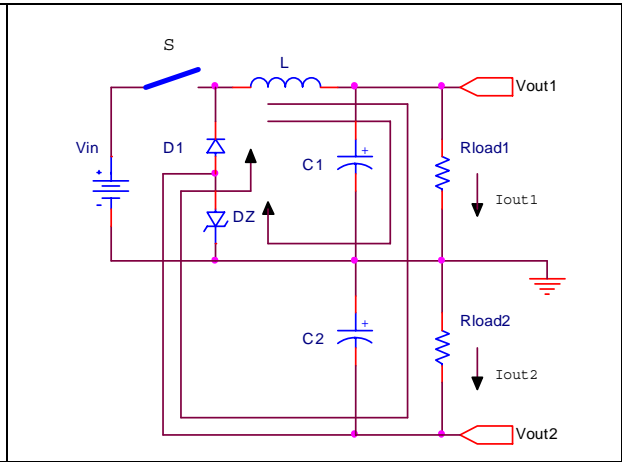 S
L
Vout1
Vin
D1
C1
+
Rload1
+
-
Iout1
DZ
+
Rload2
C2
Iout2
Vout2